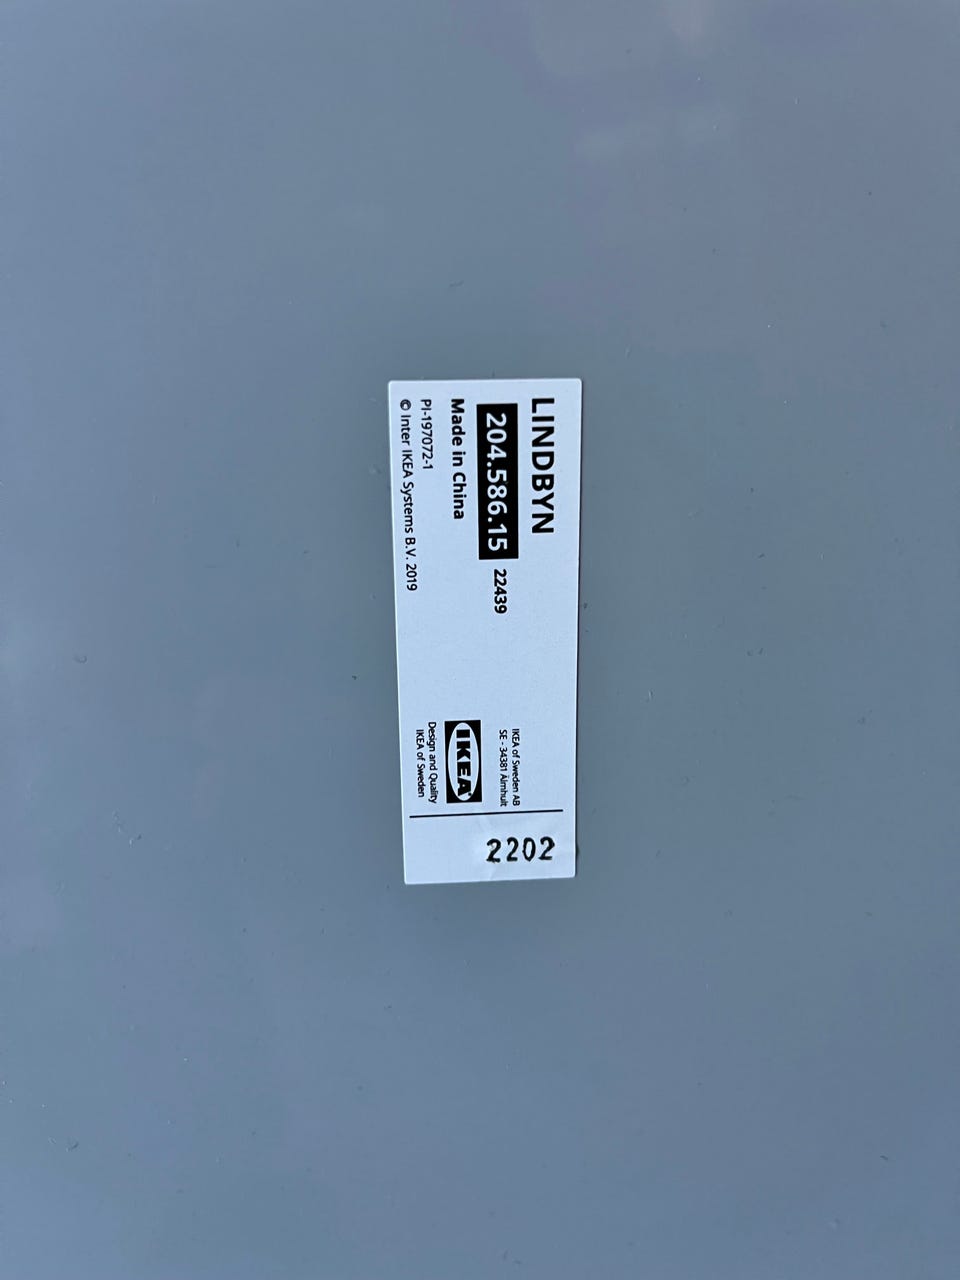 LINDBYN
204.586.15 22439
Made in China
PI-197072-1
© Inter IKEA Systems B.V. 2019
IKEA of Sweden AB
SE - 34381 Älmhult
IKEA
Design and Quality
IKEA of Sweden
2202